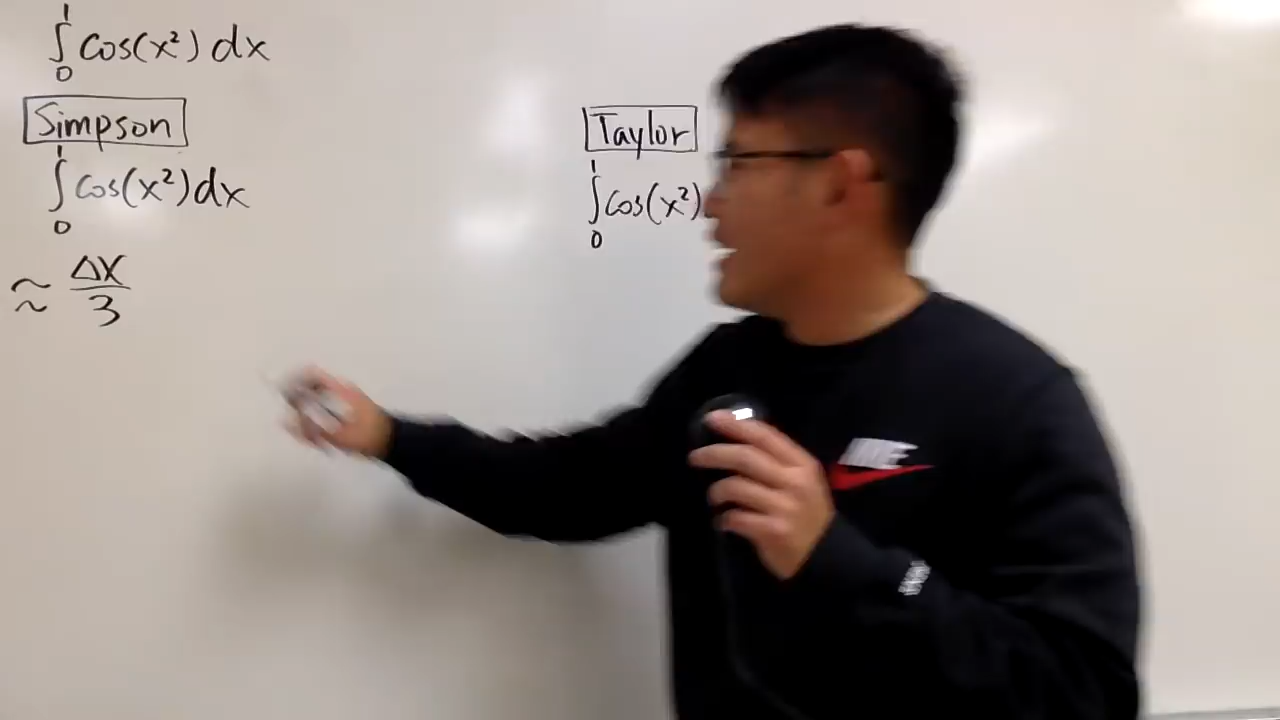 ∫₀¹ cos(x²) dx
Simpson
∫₀¹ cos(x²) dx
≈ Δx/3
Taylor
∫₀¹ cos(x²)
NIKE